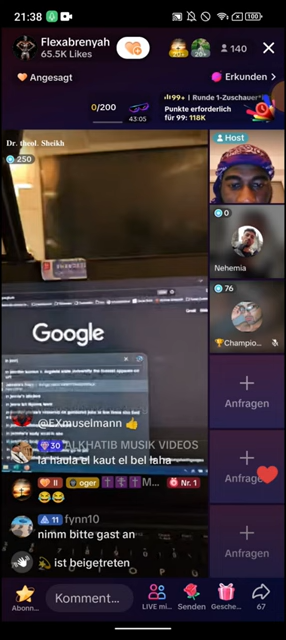 21:38
100
Flexabrenyah
65.5K Likes
140
Angesagt
Erkunden >
0/200
43:05
99+ | Runde 1-Zuschauer
Punkte erforderlich
für 99: 118K
Dr. theol. Sheikh
250
Host
0
Nehemia
76
Champio...
Google
@EXmuselmann 👍
30 ALKHATIB MUSIK VIDEOS
la haula el kaut el bel laha
II oger M... Nr. 1
😂😂
11 fynn10
nimm bitte gast an
ist beigetreten
Anfragen
Anfragen
Anfragen
Abonn...
Komment...
LIVE mi...
Senden
Gesche...
67